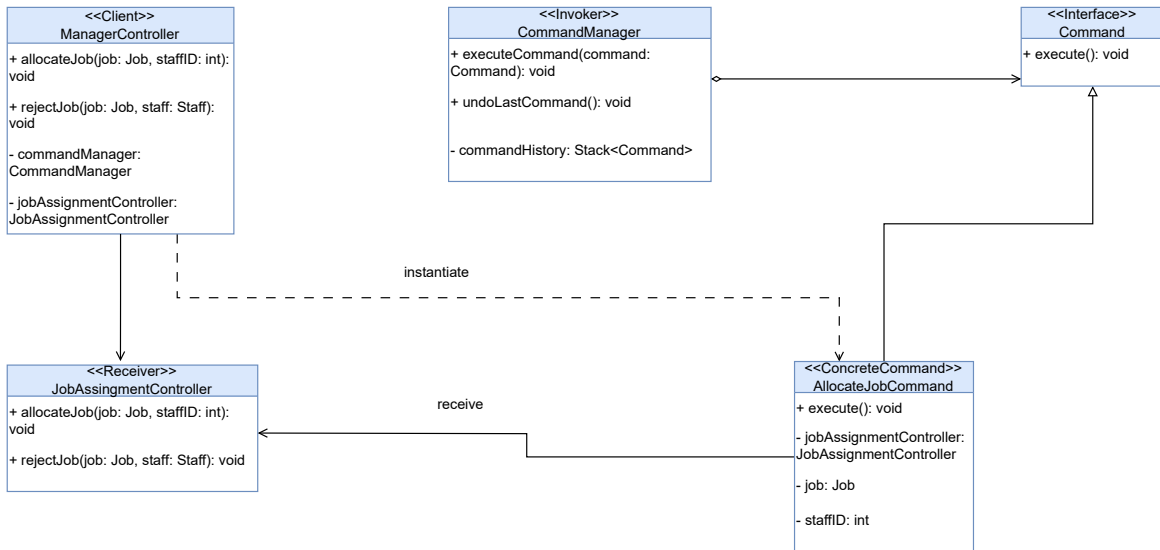 <<Client>>
ManagerController
+ allocateJob(job: Job, staffID: int):
void
+ rejectJob(job: Job, staff: Staff):
void
- commandManager:
CommandManager
- jobAssignmentController:
JobAssignmentController
<<Invoker>>
CommandManager
+ executeCommand(command:
Command): void
+ undoLastCommand(): void
- commandHistory: Stack<Command>
<<Interface>>
Command
+ execute(): void
instantiate
<<Receiver>>
JobAssingmentController
+ allocateJob(job: Job, staffID: int):
void
+ rejectJob(job: Job, staff: Staff): void
receive
<<ConcreteCommand>>
AllocateJobCommand
+ execute(): void
- jobAssignmentController:
JobAssignmentController
- job: Job
- staffID: int